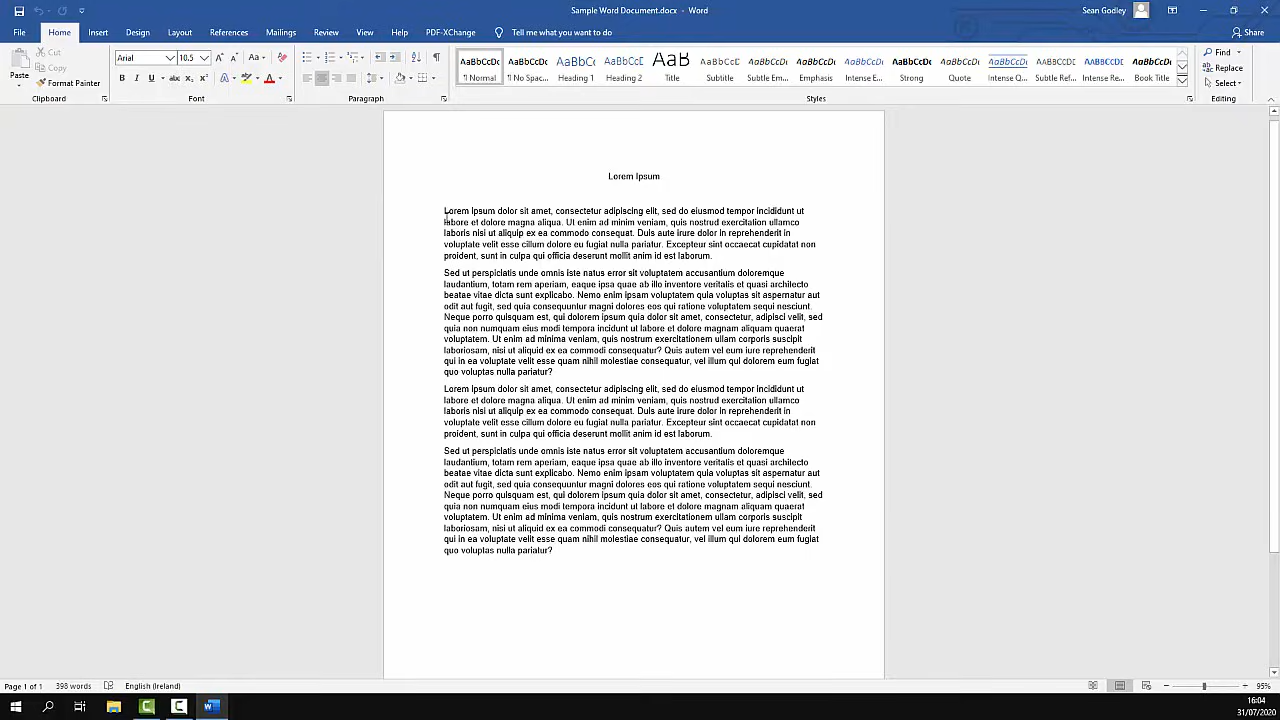 Sample Word Document.docx - Word
Sean Godley
File Home Insert Design Layout References Mailings Review View Help PDF-XChange Tell me what you want to do
Share
Paste
Cut
Copy
Format Painter
Clipboard
Arial 10.5
Font
Paragraph
AaBbCcDc AaBbCcDc AaBbCc AaBbCcC AaB AaBbCcC AaBbCcDi AaBbCcDi AaBbCcDi AaBbCcDc AaBbCcDi AaBbCcDi AaBbCcDi AaBbCcDi AaBbCcDi
¶ Normal ¶ No Spac... Heading 1 Heading 2 Title Subtitle Subtle Em... Emphasis Intense E... Strong Quote Intense Q... Subtle Ref... Intense Re... Book Title
Styles
Find
Replace
Select
Editing
Lorem Ipsum
Lorem ipsum dolor sit amet, consectetur adipiscing elit, sed do eiusmod tempor incididunt ut
labore et dolore magna aliqua. Ut enim ad minim veniam, quis nostrud exercitation ullamco
laboris nisi ut aliquip ex ea commodo consequat. Duis aute irure dolor in reprehenderit in
voluptate velit esse cillum dolore eu fugiat nulla pariatur. Excepteur sint occaecat cupidatat non
proident, sunt in culpa qui officia deserunt mollit anim id est laborum.
Sed ut perspiciatis unde omnis iste natus error sit voluptatem accusantium doloremque
laudantium, totam rem aperiam, eaque ipsa quae ab illo inventore veritatis et quasi architecto
beatae vitae dicta sunt explicabo. Nemo enim ipsam voluptatem quia voluptas sit aspernatur aut
odit aut fugit, sed quia consequuntur magni dolores eos qui ratione voluptatem sequi nesciunt.
Neque porro quisquam est, qui dolorem ipsum quia dolor sit amet, consectetur, adipisci velit, sed
quia non numquam eius modi tempora incidunt ut labore et dolore magnam aliquam quaerat
voluptatem. Ut enim ad minima veniam, quis nostrum exercitationem ullam corporis suscipit
laboriosam, nisi ut aliquid ex ea commodi consequatur? Quis autem vel eum iure reprehenderit
qui in ea voluptate velit esse quam nihil molestiae consequatur, vel illum qui dolorem eum fugiat
quo voluptas nulla pariatur?
Lorem ipsum dolor sit amet, consectetur adipiscing elit, sed do eiusmod tempor incididunt ut
labore et dolore magna aliqua. Ut enim ad minim veniam, quis nostrud exercitation ullamco
laboris nisi ut aliquip ex ea commodo consequat. Duis aute irure dolor in reprehenderit in
voluptate velit esse cillum dolore eu fugiat nulla pariatur. Excepteur sint occaecat cupidatat non
proident, sunt in culpa qui officia deserunt mollit anim id est laborum.
Sed ut perspiciatis unde omnis iste natus error sit voluptatem accusantium doloremque
laudantium, totam rem aperiam, eaque ipsa quae ab illo inventore veritatis et quasi architecto
beatae vitae dicta sunt explicabo. Nemo enim ipsam voluptatem quia voluptas sit aspernatur aut
odit aut fugit, sed quia consequuntur magni dolores eos qui ratione voluptatem sequi nesciunt.
Neque porro quisquam est, qui dolorem ipsum quia dolor sit amet, consectetur, adipisci velit, sed
quia non numquam eius modi tempora incidunt ut labore et dolore magnam aliquam quaerat
voluptatem. Ut enim ad minima veniam, quis nostrum exercitationem ullam corporis suscipit
laboriosam, nisi ut aliquid ex ea commodi consequatur? Quis autem vel eum iure reprehenderit
qui in ea voluptate velit esse quam nihil molestiae consequatur, vel illum qui dolorem eum fugiat
quo voluptas nulla pariatur?
Page 1 of 1 398 words English (Ireland) 95%
16:04
31/07/2020